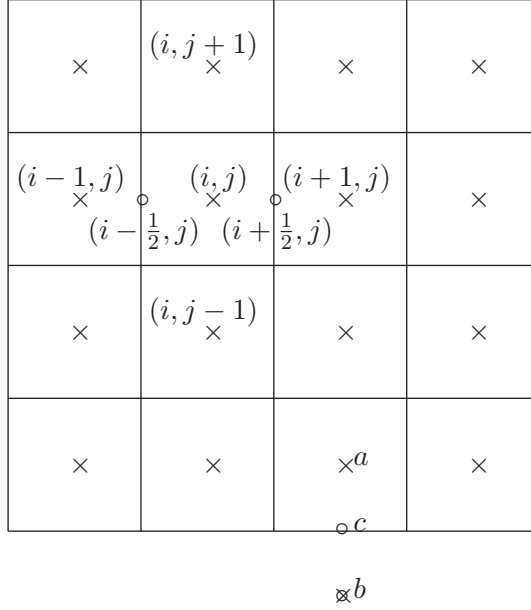 (i, j + 1)
(i − 1, j) (i, j) (i + 1, j)
(i − 1/2, j) (i + 1/2, j)
(i, j − 1)
a
c
b